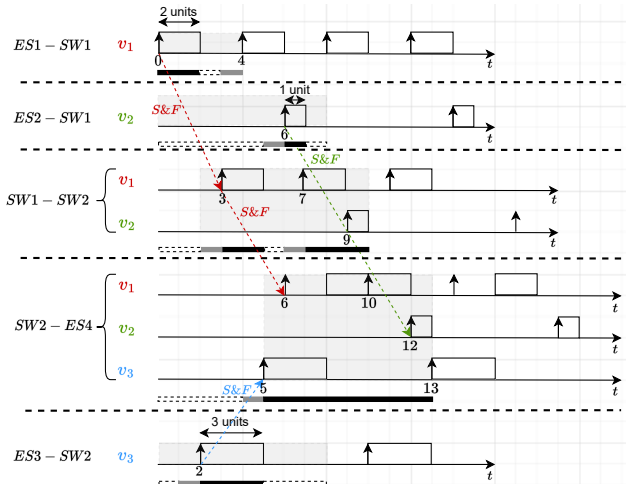 2 units
ES1 − SW1 v₁
0 4 t
S&F
1 unit
ES2 − SW1 v₂
6 t
S&F
v₁
3 7 t
SW1 − SW2
S&F
v₂
9 t
v₁
6 10 t
SW2 − ES4 v₂
12 t
v₃
S&F 5 13 t
3 units
ES3 − SW2 v₃
2 t